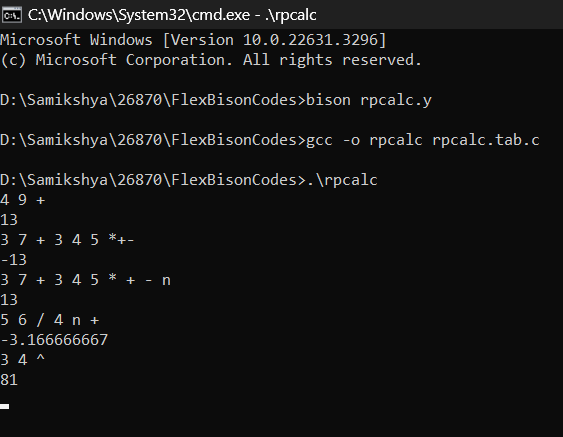 C:\Windows\System32\cmd.exe - .\rpcalc
Microsoft Windows [Version 10.0.22631.3296]
(c) Microsoft Corporation. All rights reserved.
D:\Samikshya\26870\FlexBisonCodes>bison rpcalc.y
D:\Samikshya\26870\FlexBisonCodes>gcc -o rpcalc rpcalc.tab.c
D:\Samikshya\26870\FlexBisonCodes>.\rpcalc
4 9 +
13
3 7 + 3 4 5 *+-
-13
3 7 + 3 4 5 * + - n
13
5 6 / 4 n +
-3.166666667
3 4 ^
81